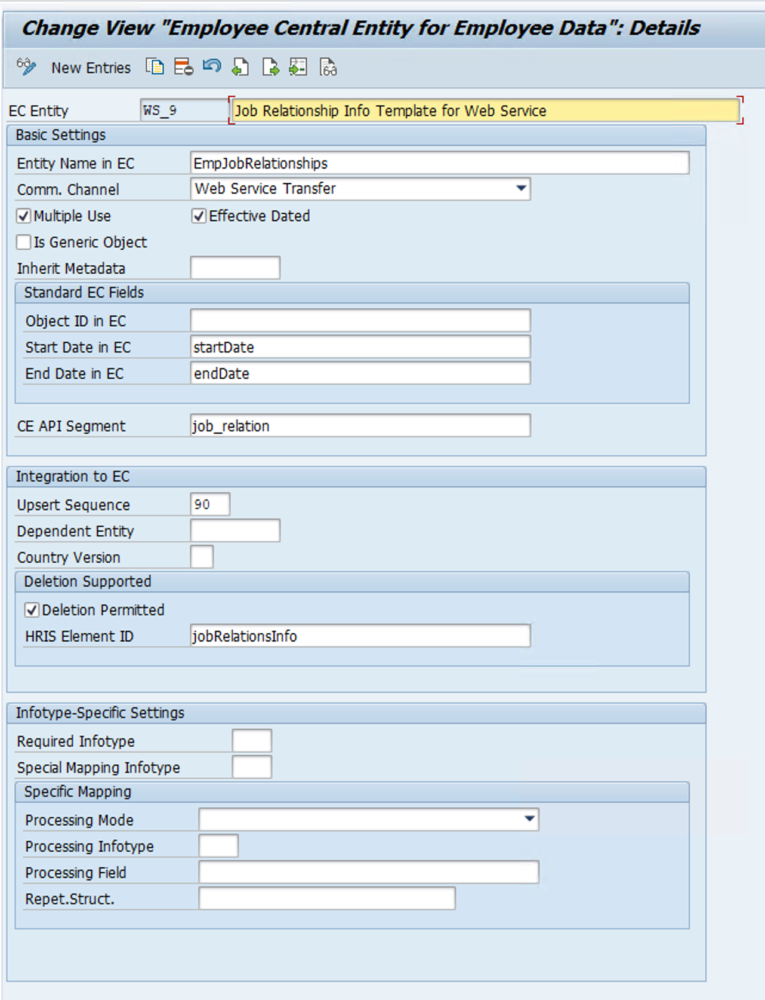 Change View "Employee Central Entity for Employee Data": Details
New Entries
EC Entity WS_9 Job Relationship Info Template for Web Service
Basic Settings
Entity Name in EC EmpJobRelationships
Comm. Channel Web Service Transfer
Multiple Use Effective Dated
Is Generic Object
Inherit Metadata
Standard EC Fields
Object ID in EC
Start Date in EC startDate
End Date in EC endDate
CE API Segment job_relation
Integration to EC
Upsert Sequence 90
Dependent Entity
Country Version
Deletion Supported
Deletion Permitted
HRIS Element ID jobRelationsInfo
Infotype-Specific Settings
Required Infotype
Special Mapping Infotype
Specific Mapping
Processing Mode
Processing Infotype
Processing Field
Repet.Struct.